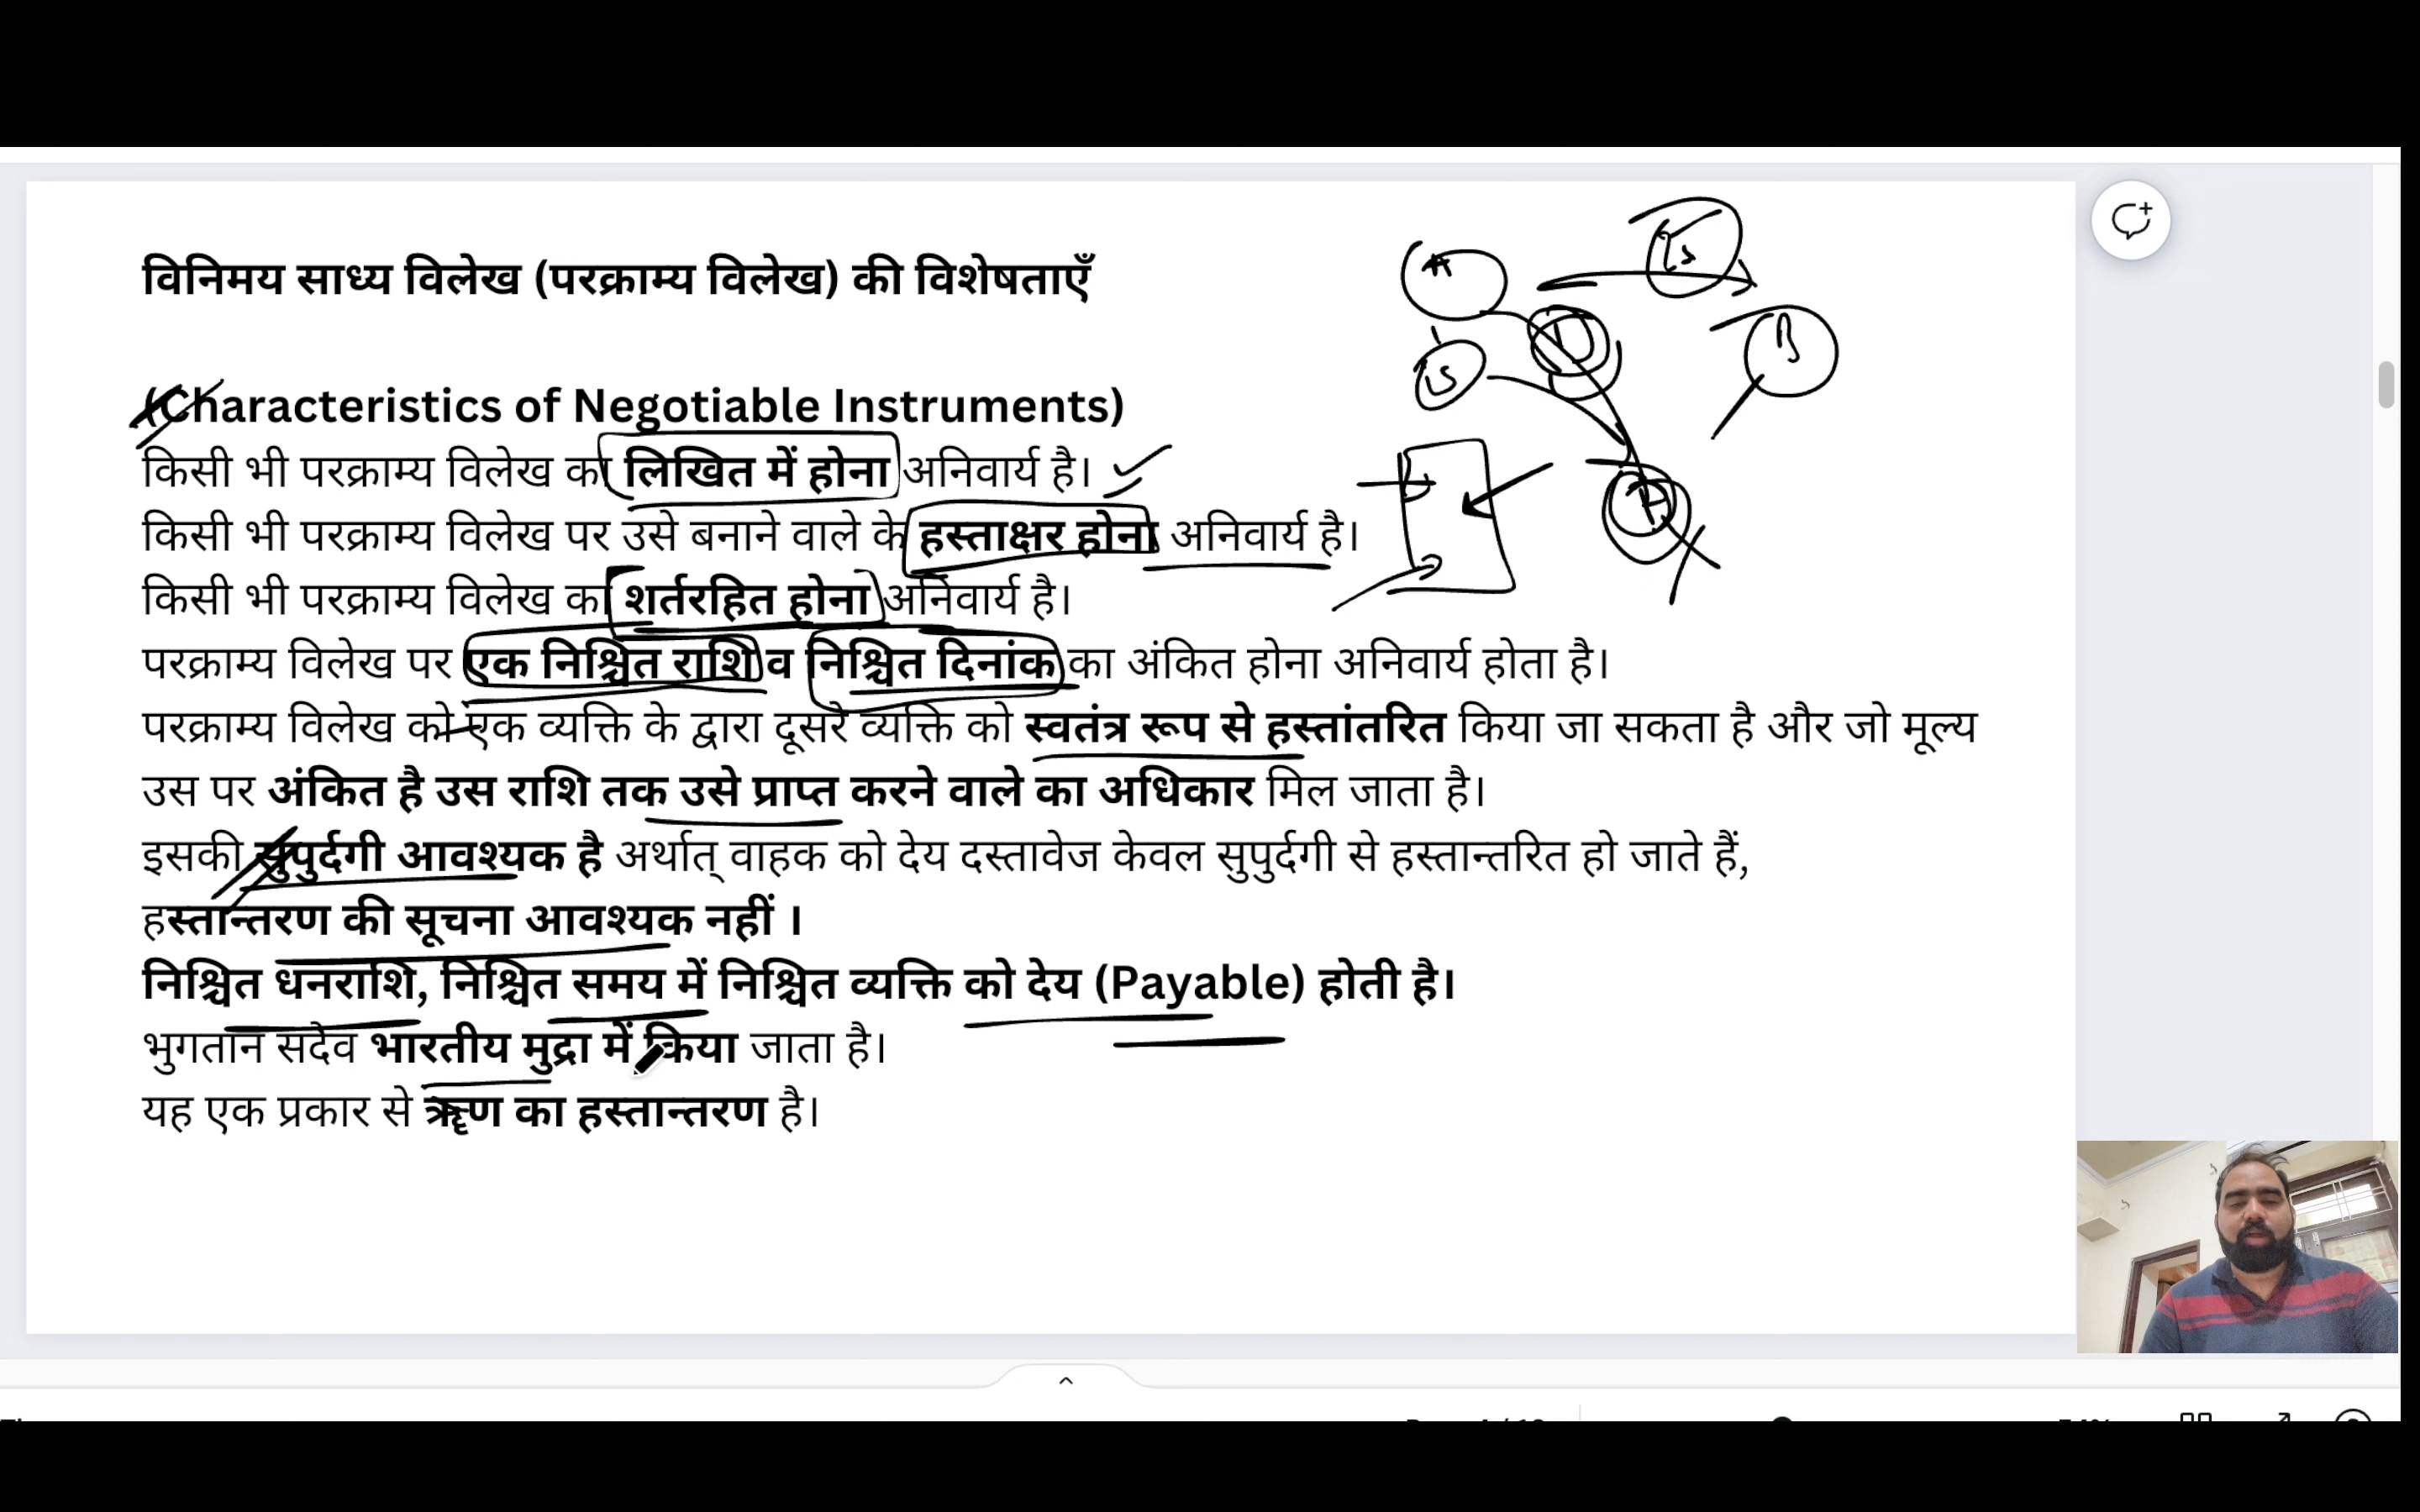 विनिमय साध्य विलेख (परक्राम्य विलेख) की विशेषताएँ
(Characteristics of Negotiable Instruments)
किसी भी परक्राम्य विलेख का लिखित में होना अनिवार्य है।
किसी भी परक्राम्य विलेख पर उसे बनाने वाले के हस्ताक्षर होना अनिवार्य है।
किसी भी परक्राम्य विलेख का शर्तरहित होना अनिवार्य है।
परक्राम्य विलेख पर एक निश्चित राशि व निश्चित दिनांक का अंकित होना अनिवार्य होता है।
परक्राम्य विलेख को एक व्यक्ति के द्वारा दूसरे व्यक्ति को स्वतंत्र रूप से हस्तांतरित किया जा सकता है और जो मूल्य
उस पर अंकित है उस राशि तक उसे प्राप्त करने वाले का अधिकार मिल जाता है।
इसकी सुपुर्दगी आवश्यक है अर्थात् वाहक को देय दस्तावेज केवल सुपुर्दगी से हस्तान्तरित हो जाते हैं,
हस्तान्तरण की सूचना आवश्यक नहीं ।
निश्चित धनराशि, निश्चित समय में निश्चित व्यक्ति को देय (Payable) होती है।
भुगतान सदैव भारतीय मुद्रा में किया जाता है।
यह एक प्रकार से ऋण का हस्तान्तरण है।